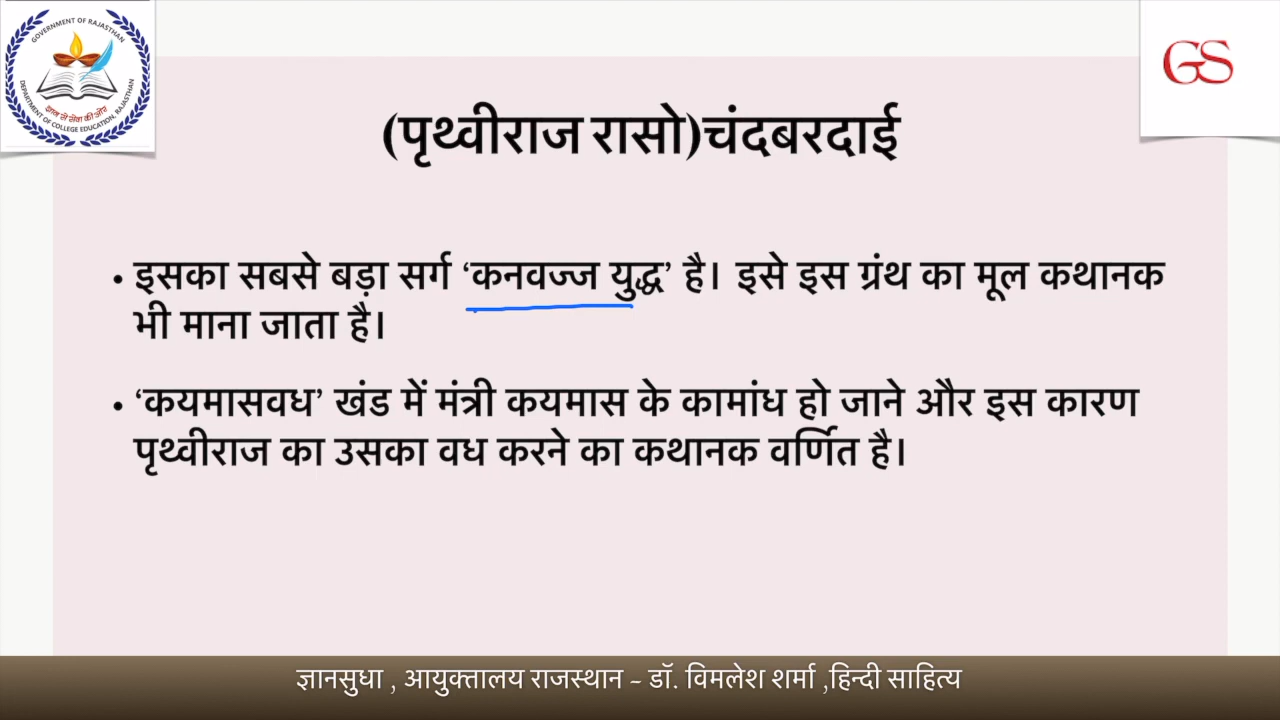 GOVERNMENT OF RAJASTHAN
ज्ञान से सेवा की ओर
DEPARTMENT OF COLLEGE EDUCATION, RAJASTHAN
GS
(पृथ्वीराज रासो)चंदबरदाई
• इसका सबसे बड़ा सर्ग ‘कनवज्ज युद्ध’ है। इसे इस ग्रंथ का मूल कथानक
भी माना जाता है।
• ‘कयमासवध’ खंड में मंत्री कयमास के कामांध हो जाने और इस कारण
पृथ्वीराज का उसका वध करने का कथानक वर्णित है।
ज्ञानसुधा , आयुक्तालय राजस्थान – डॉ. विमलेश शर्मा ,हिन्दी साहित्य